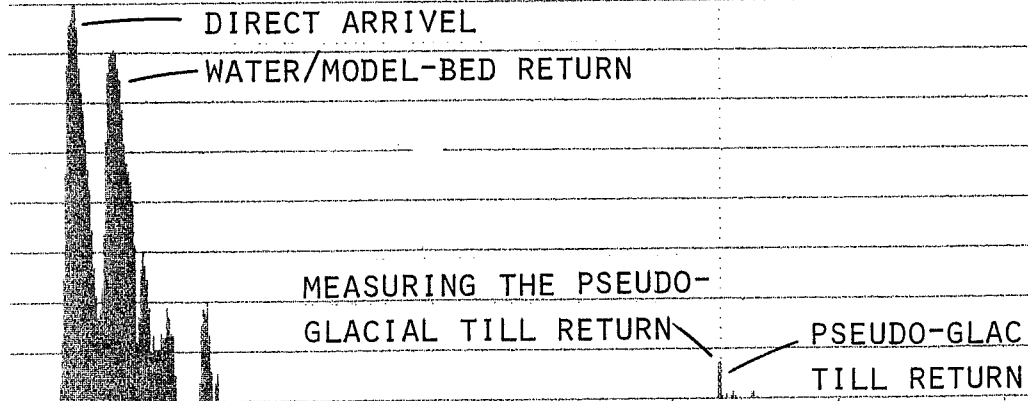 DIRECT ARRIVEL
WATER/MODEL-BED RETURN
MEASURING THE PSEUDO-
GLACIAL TILL RETURN
PSEUDO-GLAC
TILL RETURN